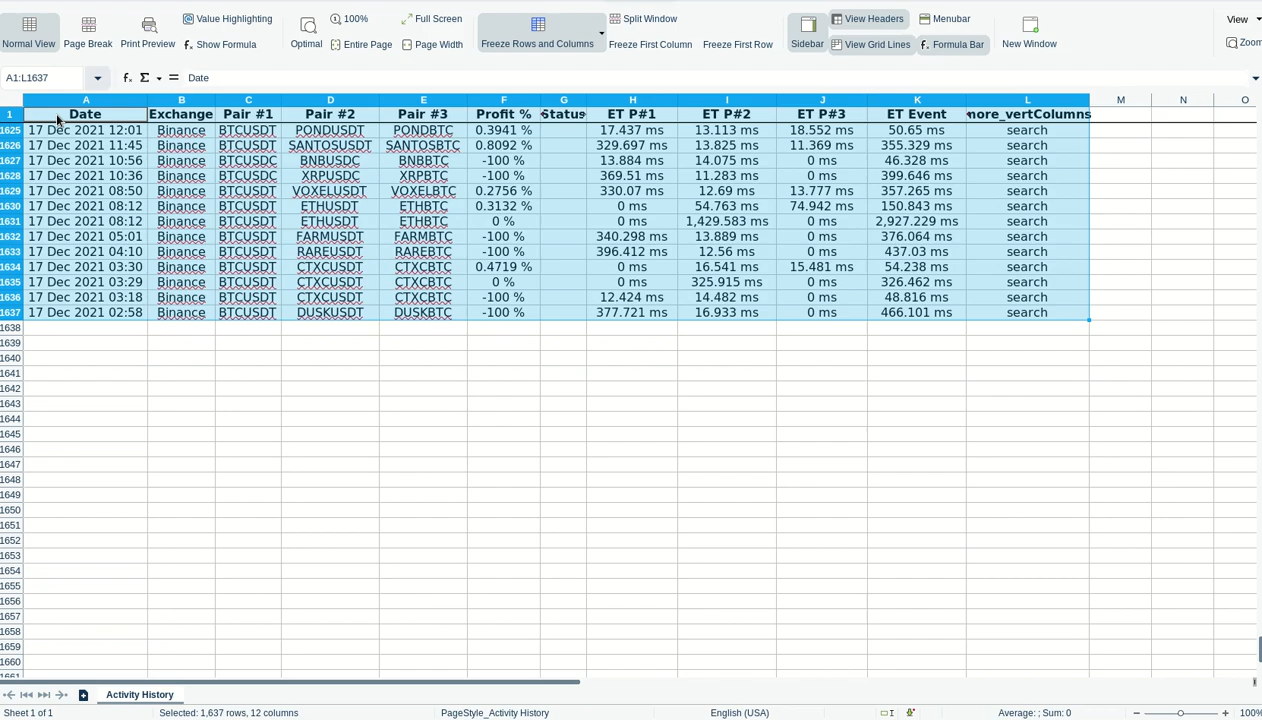 Value Highlighting 100% Full Screen Split Window View Headers Menubar View
Normal View Page Break Print Preview Show Formula Optimal Entire Page Page Width Freeze Rows and Columns Freeze First Column Freeze First Row Sidebar View Grid Lines Formula Bar New Window Zoom
A1:L1637 Date
A B C D E F G H I J K L M N O
1 Date Exchange Pair #1 Pair #2 Pair #3 Profit % Status ET P#1 ET P#2 ET P#3 ET Event more_vertColumns
1625 17 Dec 2021 12:01 Binance BTCUSDT PONDUSDT PONDBTC 0.3941 % 17.437 ms 13.113 ms 18.552 ms 50.65 ms search
1626 17 Dec 2021 11:45 Binance BTCUSDT SANTOSUSDT SANTOSBTC 0.8092 % 329.697 ms 13.825 ms 11.369 ms 355.329 ms search
1627 17 Dec 2021 10:56 Binance BTCUSDC BNBUSDC BNBBTC -100 % 13.884 ms 14.075 ms 0 ms 46.328 ms search
1628 17 Dec 2021 10:36 Binance BTCUSDC XRPUSDC XRPBTC -100 % 369.51 ms 11.283 ms 0 ms 399.646 ms search
1629 17 Dec 2021 08:50 Binance BTCUSDT VOXELUSDT VOXELBTC 0.2756 % 330.07 ms 12.69 ms 13.777 ms 357.265 ms search
1630 17 Dec 2021 08:12 Binance BTCUSDT ETHUSDT ETHBTC 0.3132 % 0 ms 54.763 ms 74.942 ms 150.843 ms search
1631 17 Dec 2021 08:12 Binance BTCUSDT ETHUSDT ETHBTC 0 % 0 ms 1,429.583 ms 0 ms 2,927.229 ms search
1632 17 Dec 2021 05:01 Binance BTCUSDT FARMUSDT FARMBTC -100 % 340.298 ms 13.889 ms 0 ms 376.064 ms search
1633 17 Dec 2021 04:10 Binance BTCUSDT RAREUSDT RAREBTC -100 % 396.412 ms 12.56 ms 0 ms 437.03 ms search
1634 17 Dec 2021 03:30 Binance BTCUSDT CTXCUSDT CTXCBTC 0.4719 % 0 ms 16.541 ms 15.481 ms 54.238 ms search
1635 17 Dec 2021 03:29 Binance BTCUSDT CTXCUSDT CTXCBTC 0 % 0 ms 325.915 ms 0 ms 326.462 ms search
1636 17 Dec 2021 03:18 Binance BTCUSDT CTXCUSDT CTXCBTC -100 % 12.424 ms 14.482 ms 0 ms 48.816 ms search
1637 17 Dec 2021 02:58 Binance BTCUSDT DUSKUSDT DUSKBTC -100 % 377.721 ms 16.933 ms 0 ms 466.101 ms search
1638
1639
1640
1641
1642
1643
1644
1645
1646
1647
1648
1649
1650
1651
1652
1653
1654
1655
1656
1657
1658
1659
1660
1661
Activity History
Sheet 1 of 1 Selected: 1,637 rows, 12 columns PageStyle_Activity History English (USA) Average: ; Sum: 0 100%